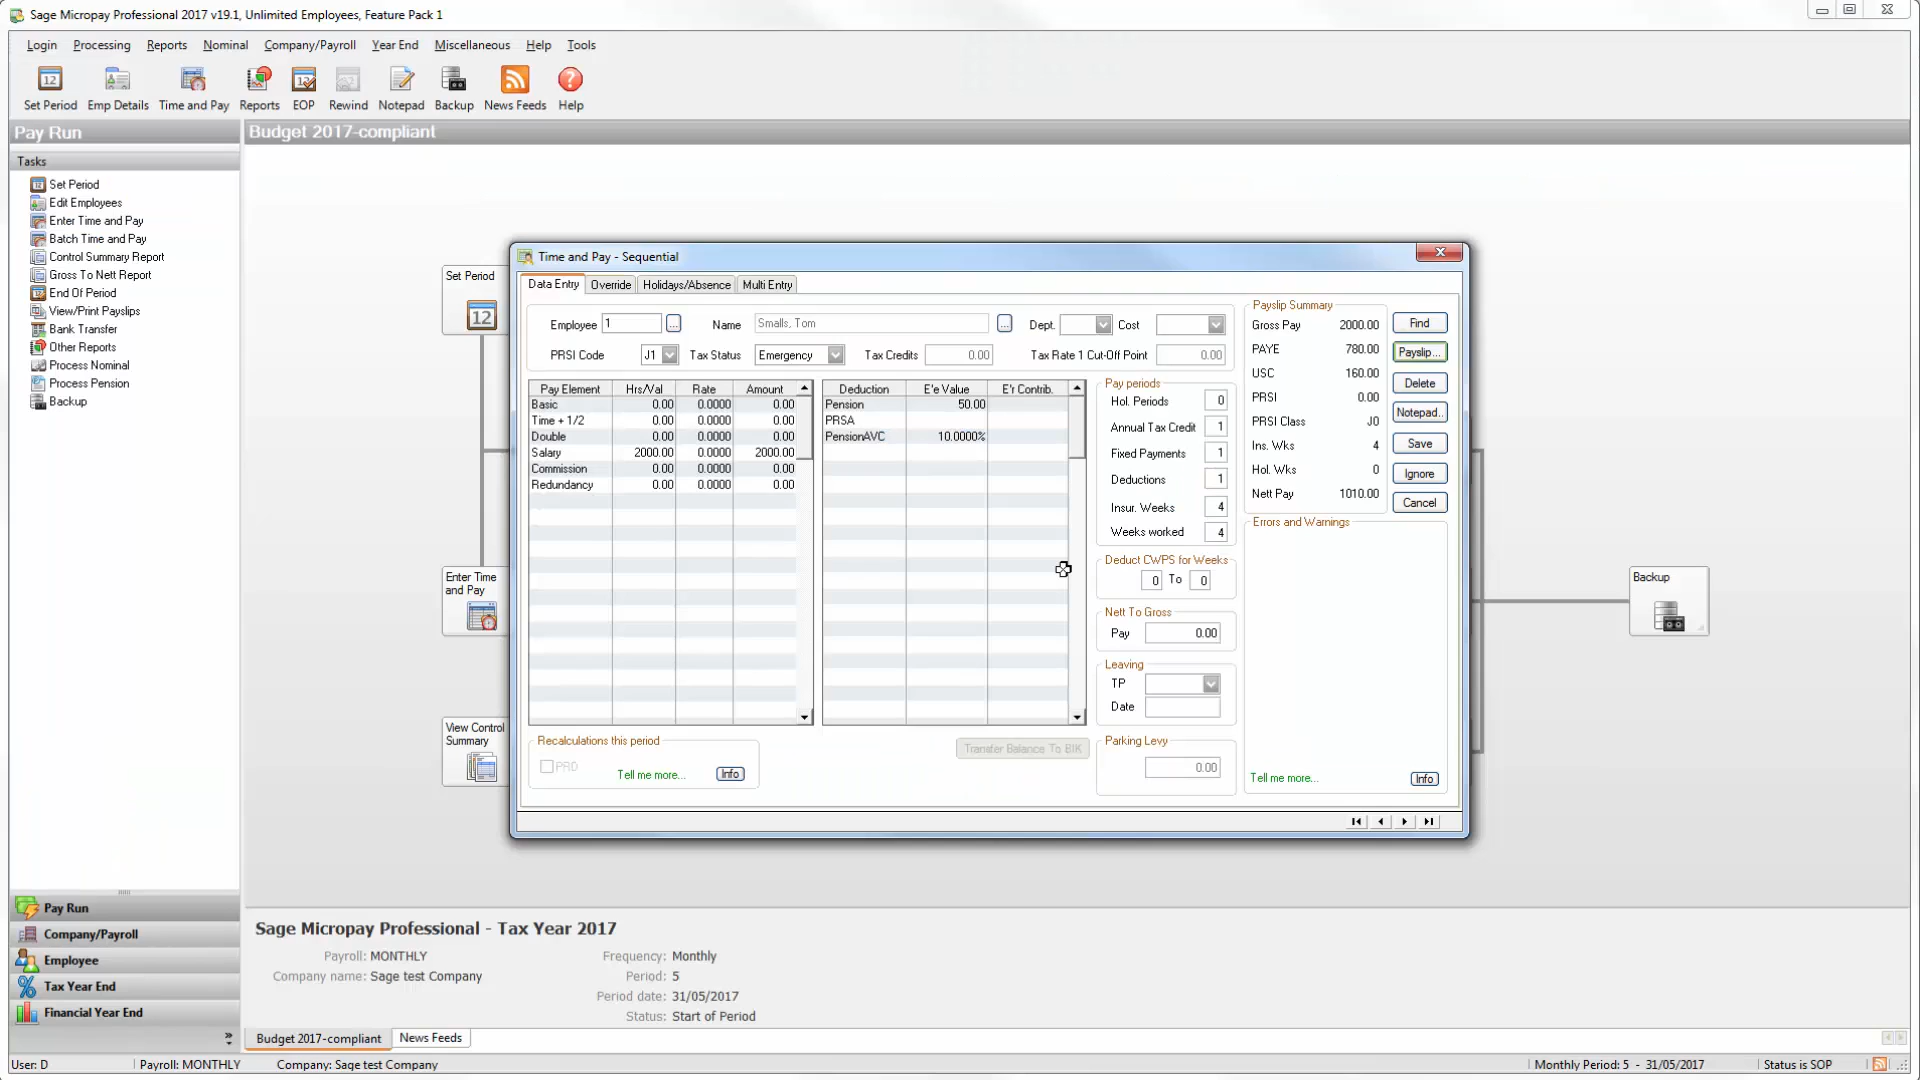 Sage Micropay Professional 2017 v19.1, Unlimited Employees, Feature Pack 1
Login Processing Reports Nominal Company/Payroll Year End Miscellaneous Help Tools
Set Period Emp Details Time and Pay Reports EOP Rewind Notepad Backup News Feeds Help
Pay Run
Budget 2017-compliant
Tasks
Set Period
Edit Employees
Enter Time and Pay
Batch Time and Pay
Control Summary Report
Gross To Nett Report
End Of Period
View/Print Payslips
Bank Transfer
Other Reports
Process Nominal
Process Pension
Backup
Set Period
12
Enter Time
and Pay
View Control
Summary
Backup
Time and Pay - Sequential
Data Entry Override Holidays/Absence Multi Entry
Employee 1 ... Name Smalls, Tom ... Dept. Cost
PRSI Code J1 Tax Status Emergency Tax Credits 0.00 Tax Rate 1 Cut-Off Point 0.00
Pay Element Hrs/Val Rate Amount
Basic 0.00 0.0000 0.00
Time + 1/2 0.00 0.0000 0.00
Double 0.00 0.0000 0.00
Salary 2000.00 0.0000 2000.00
Commission 0.00 0.0000 0.00
Redundancy 0.00 0.0000 0.00
Deduction E'e Value E'r Contrib.
Pension 50.00
PRSA
PensionAVC 10.0000%
Pay periods
Hol. Periods 0
Annual Tax Credit 1
Fixed Payments 1
Deductions 1
Insur. Weeks 4
Weeks worked 4
Deduct CWPS for Weeks
0 To 0
Nett To Gross
Pay 0.00
Leaving
TP
Date
Parking Levy
0.00
Payslip Summary
Gross Pay 2000.00
PAYE 780.00
USC 160.00
PRSI 0.00
PRSI Class J0
Ins. Wks 4
Hol. Wks 0
Nett Pay 1010.00
Find
Payslip...
Delete
Notepad..
Save
Ignore
Cancel
Errors and Warnings
Tell me more... Info
Recalculations this period
PRD Tell me more... Info
Transfer Balance To BIK
Pay Run
Company/Payroll
Employee
Tax Year End
Financial Year End
Sage Micropay Professional - Tax Year 2017
Payroll: MONTHLY
Company name: Sage test Company
Frequency: Monthly
Period: 5
Period date: 31/05/2017
Status: Start of Period
Budget 2017-compliant News Feeds
User: D Payroll: MONTHLY Company: Sage test Company Monthly Period: 5 - 31/05/2017 Status is SOP